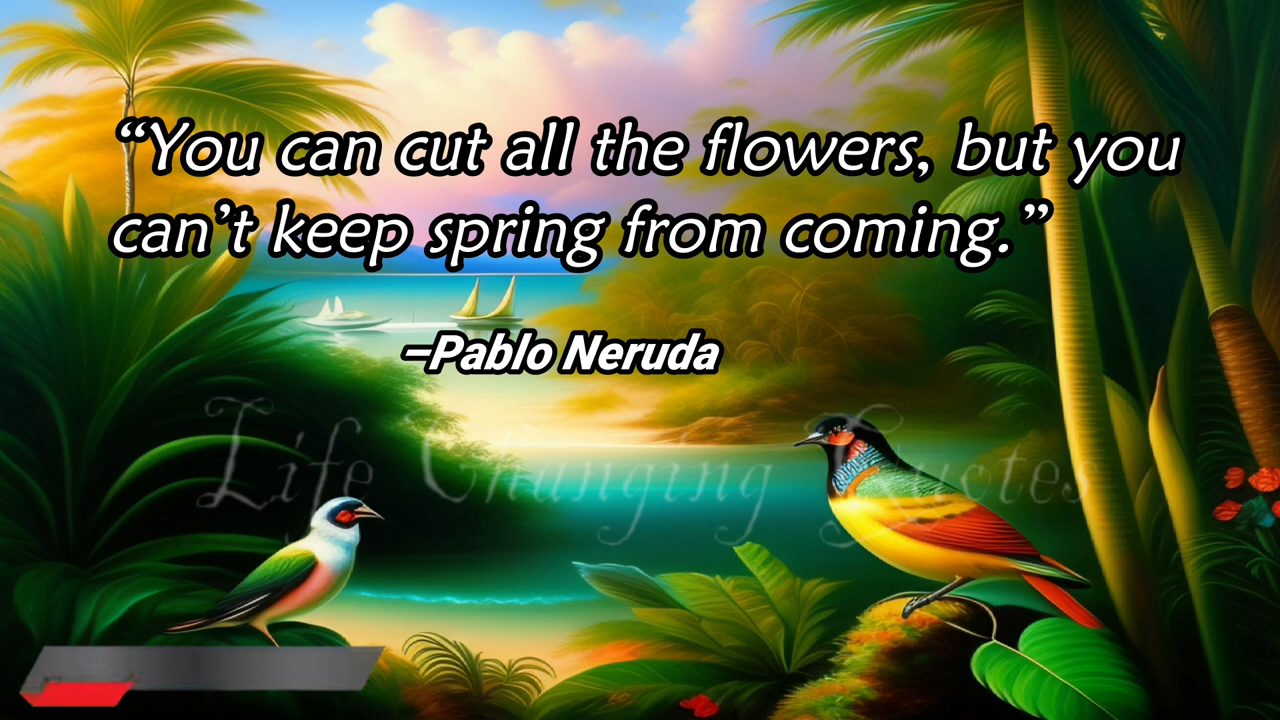 “You can cut all the flowers, but you
can’t keep spring from coming.”
–Pablo Neruda
Life Changing Quotes